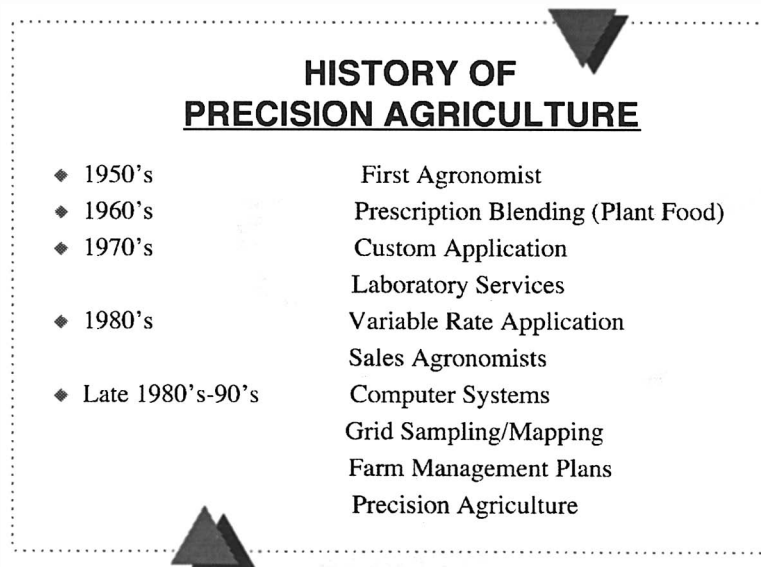 HISTORY OF
PRECISION AGRICULTURE
1950's First Agronomist
1960's Prescription Blending (Plant Food)
1970's Custom Application
Laboratory Services
1980's Variable Rate Application
Sales Agronomists
Late 1980's-90's Computer Systems
Grid Sampling/Mapping
Farm Management Plans
Precision Agriculture